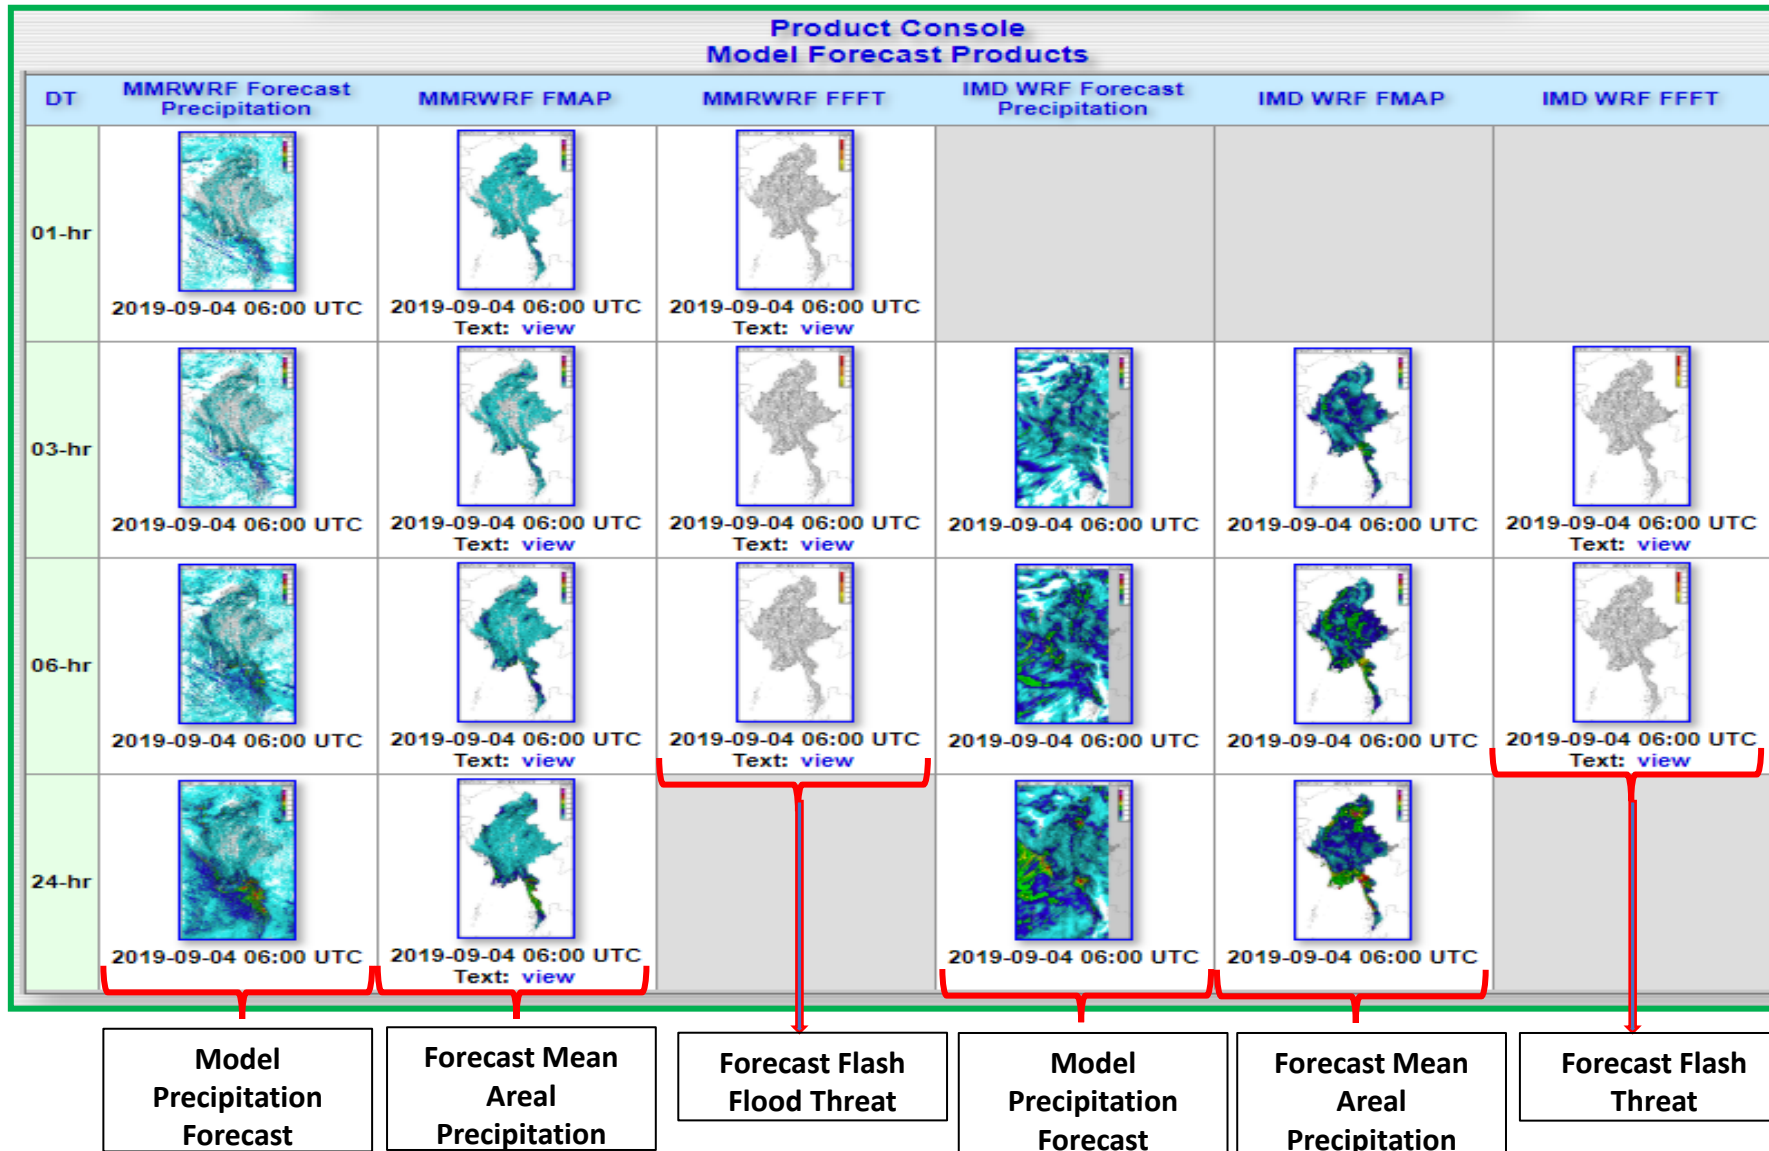 Product Console
Model Forecast Products
DT
MMRWRF Forecast
Precipitation
MMRWRF FMAP
MMRWRF FFFT
IMD WRF Forecast
Precipitation
IMD WRF FMAP
IMD WRF FFFT
01-hr
2019-09-04 06:00 UTC
2019-09-04 06:00 UTC
Text: view
2019-09-04 06:00 UTC
Text: view
03-hr
2019-09-04 06:00 UTC
2019-09-04 06:00 UTC
Text: view
2019-09-04 06:00 UTC
Text: view
2019-09-04 06:00 UTC
2019-09-04 06:00 UTC
2019-09-04 06:00 UTC
Text: view
06-hr
2019-09-04 06:00 UTC
2019-09-04 06:00 UTC
Text: view
2019-09-04 06:00 UTC
Text: view
2019-09-04 06:00 UTC
2019-09-04 06:00 UTC
2019-09-04 06:00 UTC
Text: view
24-hr
2019-09-04 06:00 UTC
2019-09-04 06:00 UTC
Text: view
2019-09-04 06:00 UTC
2019-09-04 06:00 UTC
Model
Precipitation
Forecast
Forecast Mean
Areal
Precipitation
Forecast Flash
Flood Threat
Model
Precipitation
Forecast
Forecast Mean
Areal
Precipitation
Forecast Flash
Threat